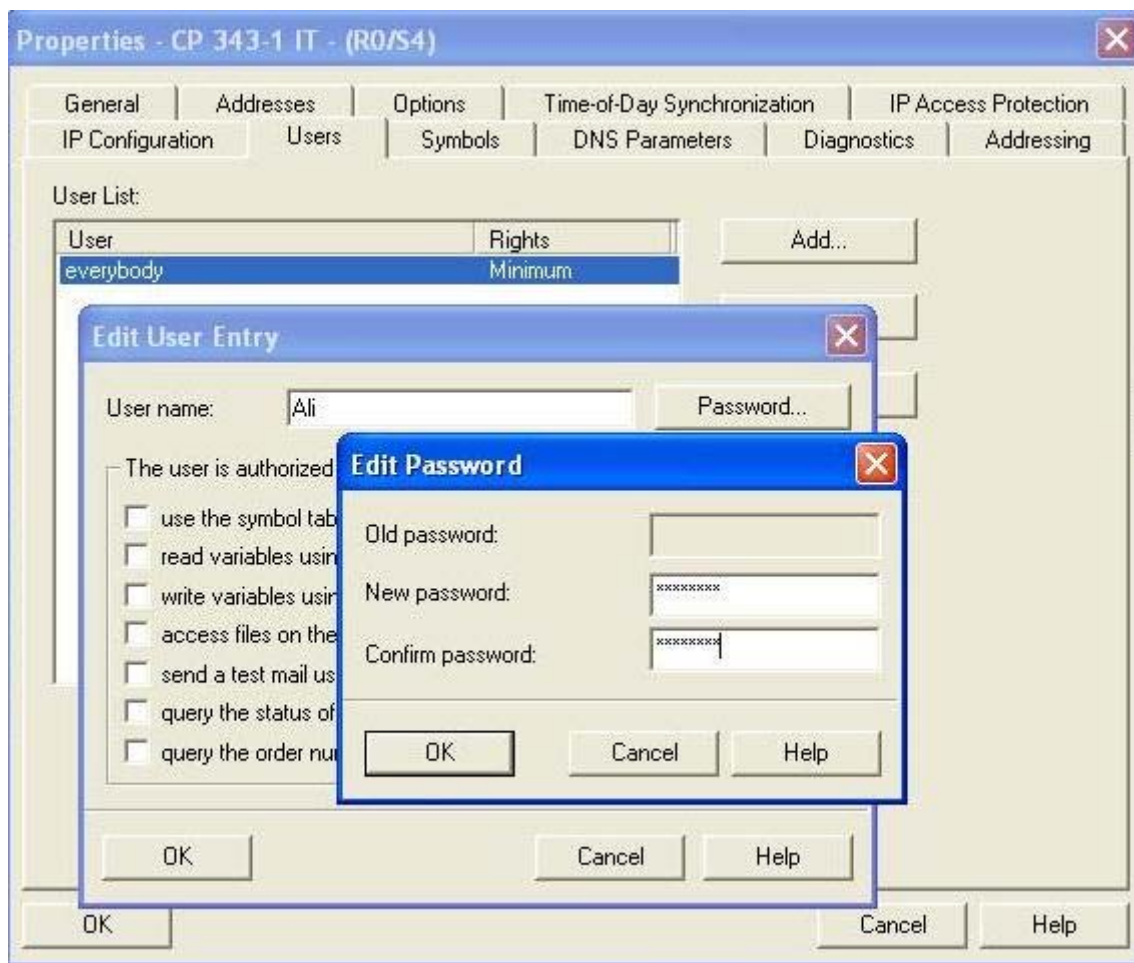 Properties - CP 343-1 IT - (R0/S4)
General Addresses Options Time-of-Day Synchronization IP Access Protection
IP Configuration Users Symbols DNS Parameters Diagnostics Addressing
User List:
User Rights
everybody Minimum
Add...
Edit User Entry
User name: Ali Password...
The user is authorized
use the symbol tab
read variables usin
write variables usin
access files on the
send a test mail us
query the status of
query the order nu
Edit Password
Old password:
New password: ********
Confirm password: ********
OK Cancel Help
OK Cancel Help
OK Cancel Help